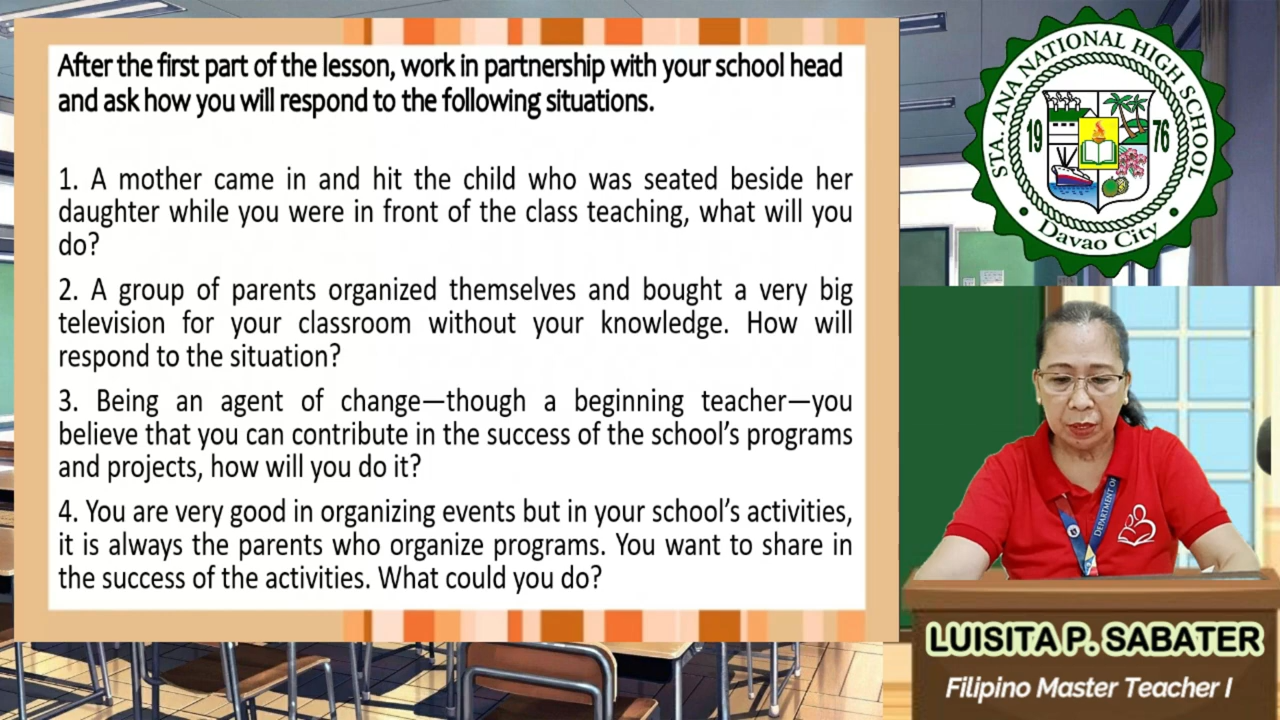 After the first part of the lesson, work in partnership with your school head
and ask how you will respond to the following situations.
1. A mother came in and hit the child who was seated beside her
daughter while you were in front of the class teaching, what will you
do?
2. A group of parents organized themselves and bought a very big
television for your classroom without your knowledge. How will
respond to the situation?
3. Being an agent of change—though a beginning teacher—you
believe that you can contribute in the success of the school's programs
and projects, how will you do it?
4. You are very good in organizing events but in your school's activities,
it is always the parents who organize programs. You want to share in
the success of the activities. What could you do?
STA. ANA NATIONAL HIGH SCHOOL
19 76
Davao City
DEPARTMENT OF
LUISITA P. SABATER
Filipino Master Teacher I